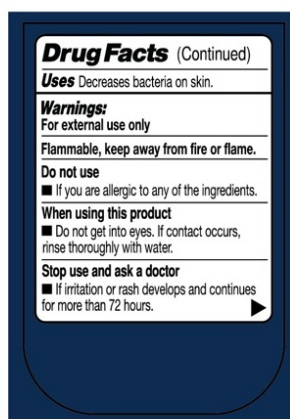 Drug Facts (Continued)
Uses Decreases bacteria on skin.
Warnings:
For external use only
Flammable, keep away from fire or flame.
Do not use
■ If you are allergic to any of the ingredients.
When using this product
■ Do not get into eyes. If contact occurs,
rinse thoroughly with water.
Stop use and ask a doctor
■ If irritation or rash develops and continues
for more than 72 hours.